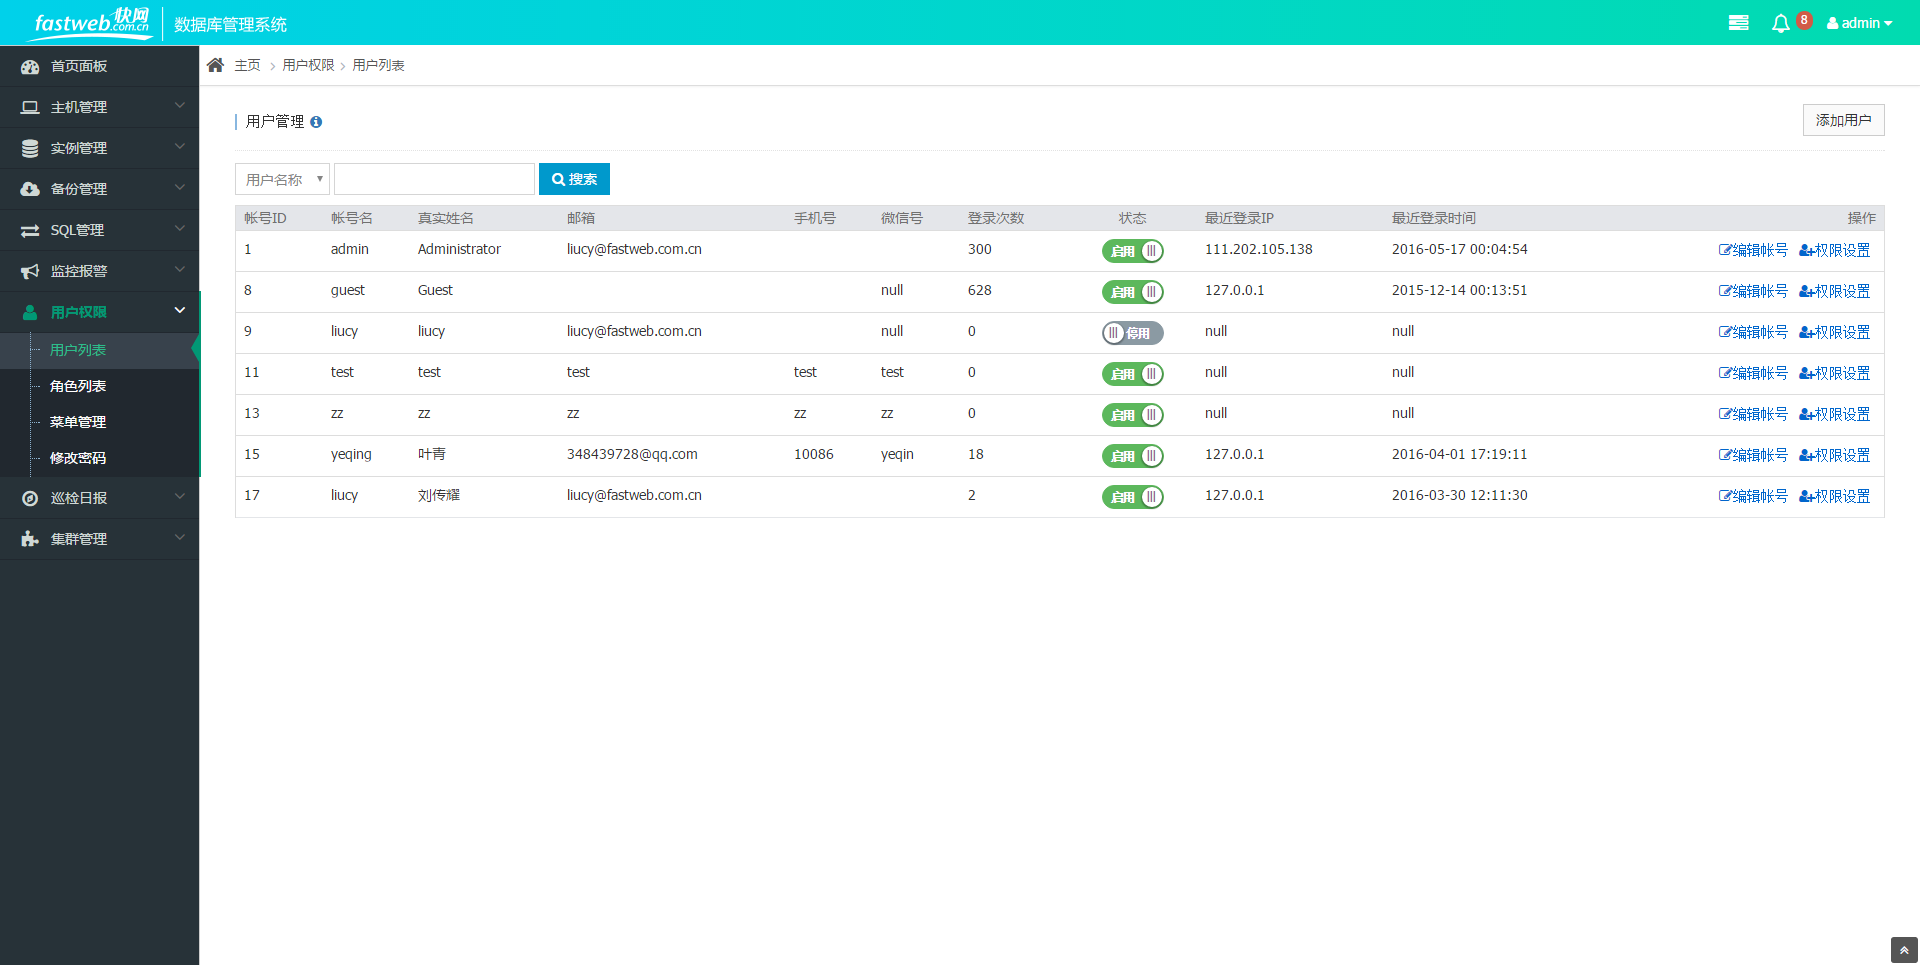 fastweb快网
.com.cn
数据库管理系统
8
admin
首页面板
主机管理
实例管理
备份管理
SQL管理
监控报警
用户权限
用户列表
角色列表
菜单管理
修改密码
巡检日报
集群管理
主页 > 用户权限 > 用户列表
用户管理
添加用户
用户名称
搜索
帐号ID 帐号名 真实姓名 邮箱 手机号 微信号 登录次数 状态 最近登录IP 最近登录时间 操作
1 admin Administrator liucy@fastweb.com.cn 300 启用 111.202.105.138 2016-05-17 00:04:54 编辑帐号 权限设置
8 guest Guest null 628 启用 127.0.0.1 2015-12-14 00:13:51 编辑帐号 权限设置
9 liucy liucy liucy@fastweb.com.cn null 0 停用 null null 编辑帐号 权限设置
11 test test test test test 0 启用 null null 编辑帐号 权限设置
13 zz zz zz zz zz 0 启用 null null 编辑帐号 权限设置
15 yeqing 叶青 348439728@qq.com 10086 yeqin 18 启用 127.0.0.1 2016-04-01 17:19:11 编辑帐号 权限设置
17 liucy 刘传耀 liucy@fastweb.com.cn 2 启用 127.0.0.1 2016-03-30 12:11:30 编辑帐号 权限设置